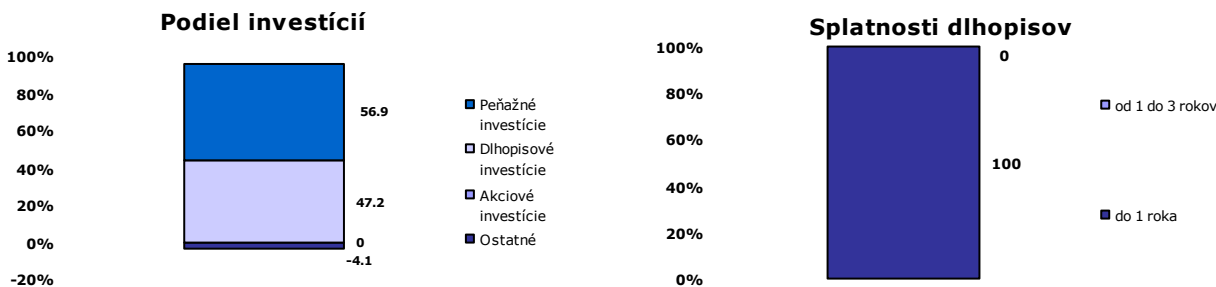 Podiel investícií
100%
80%
60%
40%
20%
0%
-20%
56.9
47.2
0
-4.1
Peňažné
investície
Dlhopisové
investície
Akciové
investície
Ostatné
Splatnosti dlhopisov
100%
80%
60%
40%
20%
0%
0
100
od 1 do 3 rokov
do 1 roka